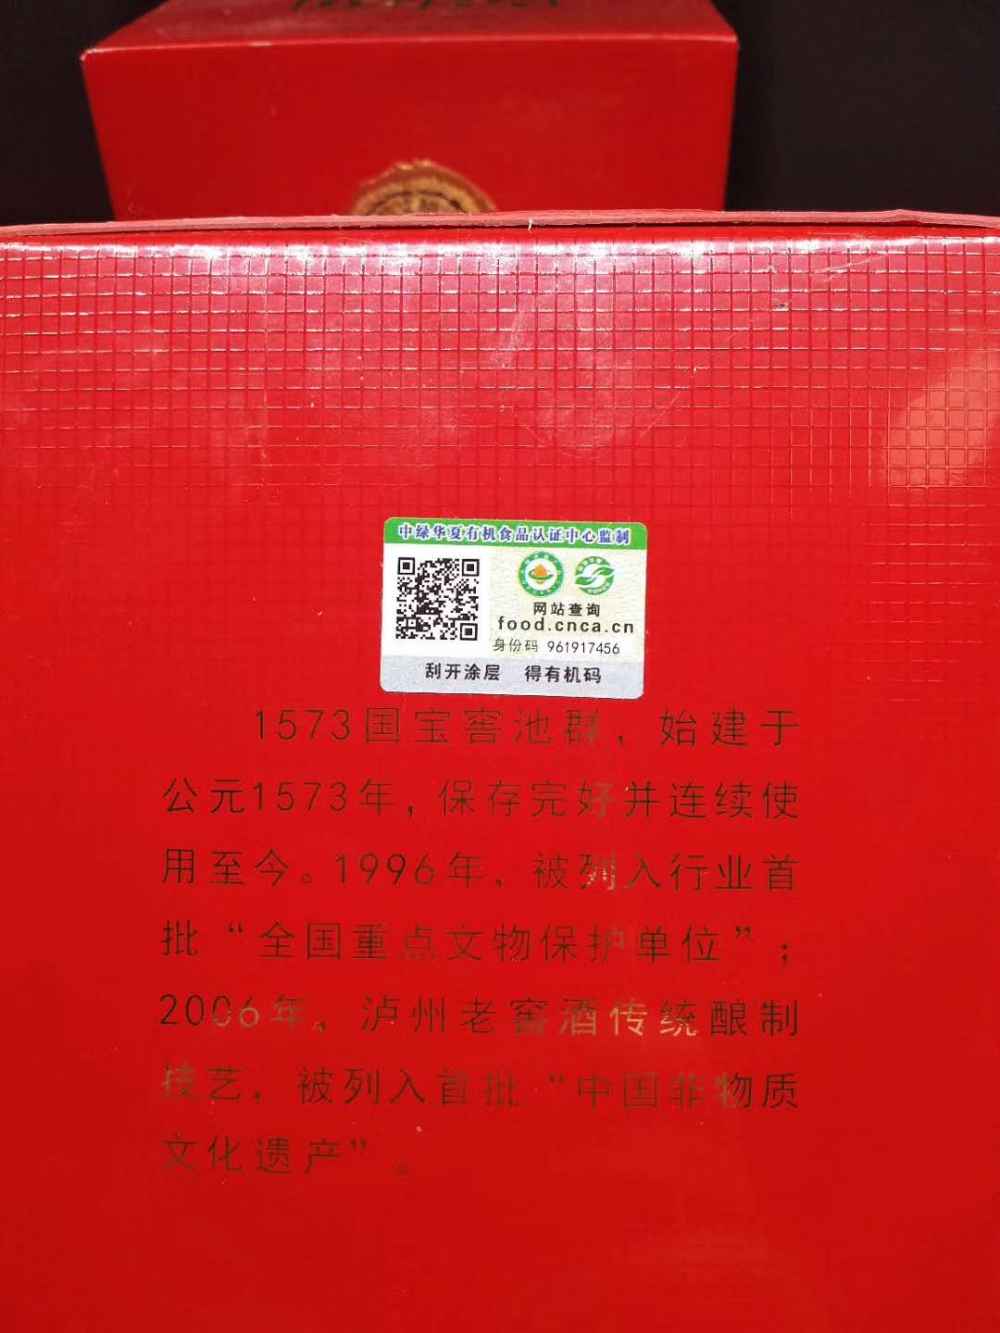 中绿华夏有机食品认证中心监制
网站查询
food.cnca.cn
身份码 961917456
刮开涂层 得有机码
1573国宝窖池群，始建于
公元1573年，保存完好并连续使
用至今。1996年，被列入行业首
批“全国重点文物保护单位”；
2006年，泸州老窖酒传统酿制
技艺，被列入首批“中国非物质
文化遗产”。